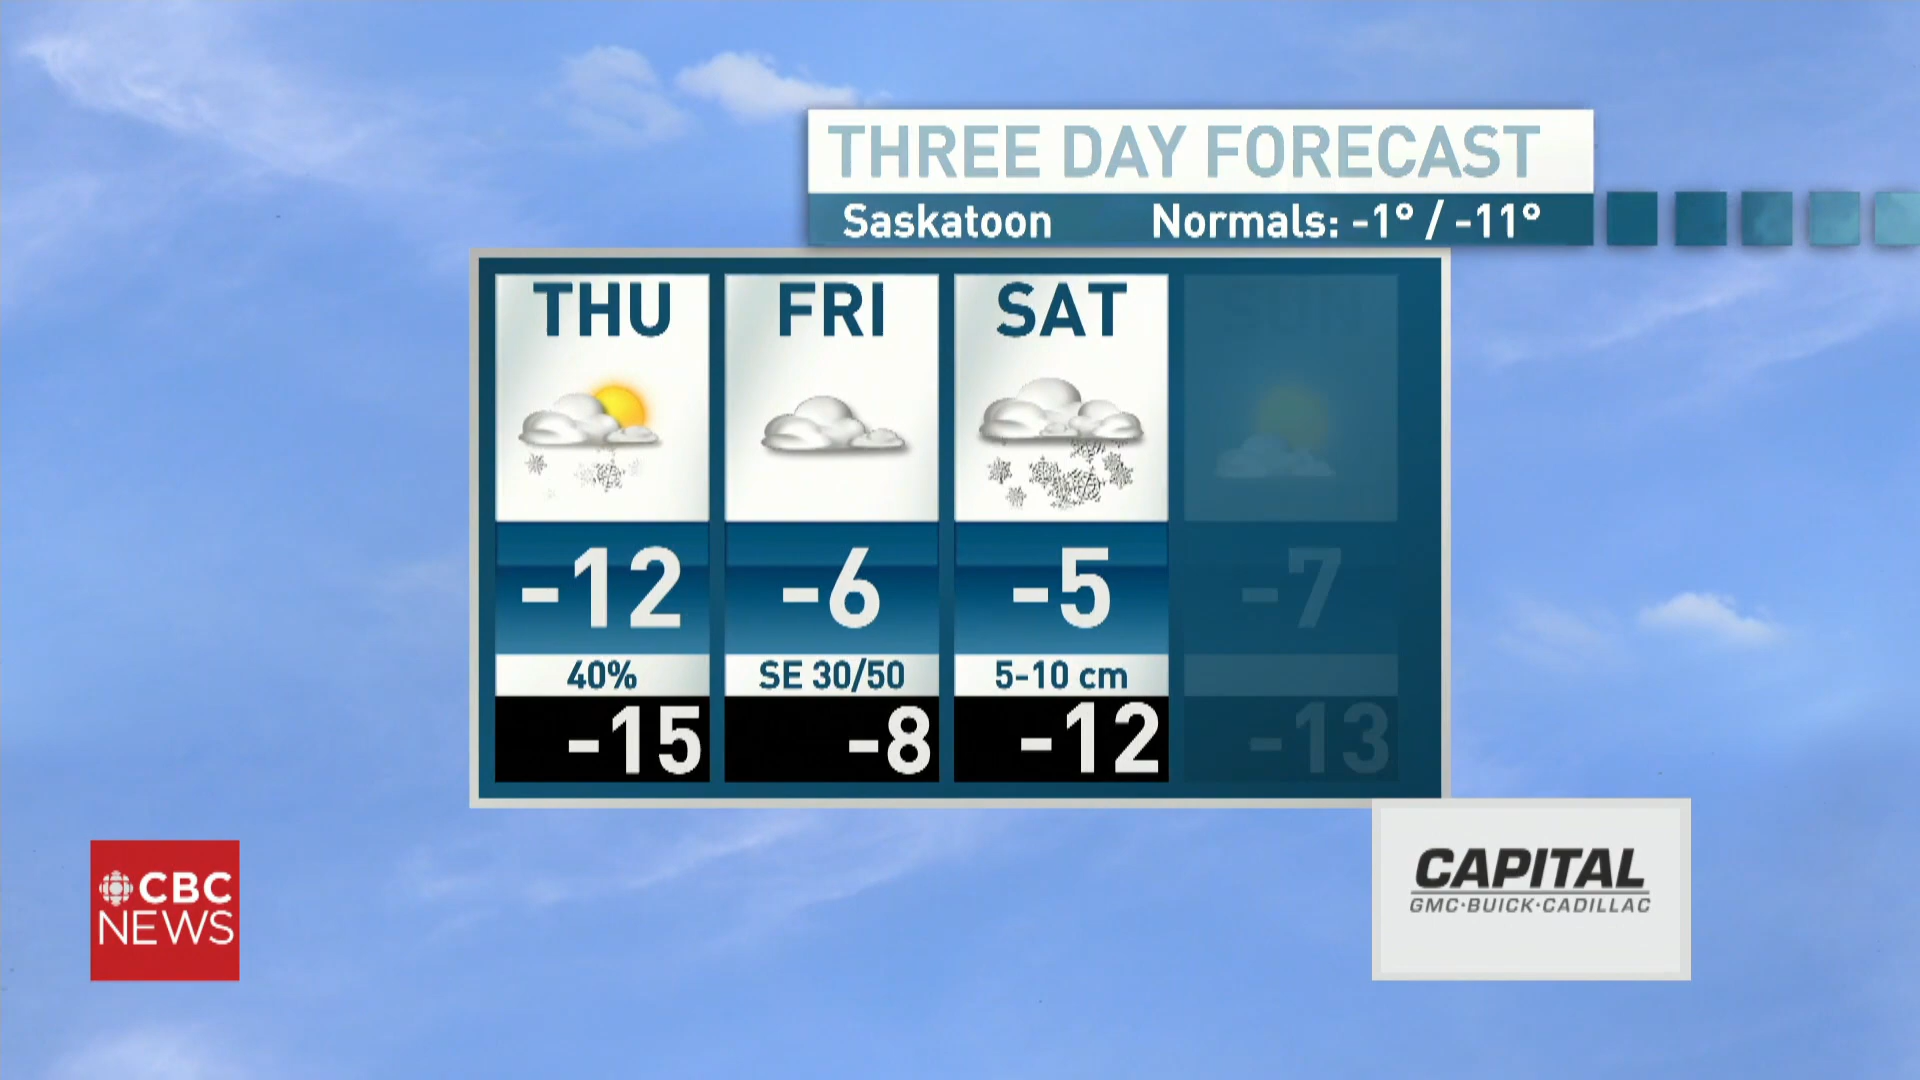 THREE DAY FORECAST
Saskatoon Normals: -1° / -11°
THU FRI SAT SUN
-12 -6 -5 -7
40% SE 30/50 5-10 cm
-15 -8 -12 -13
CBC
NEWS
CAPITAL
GMC·BUICK·CADILLAC